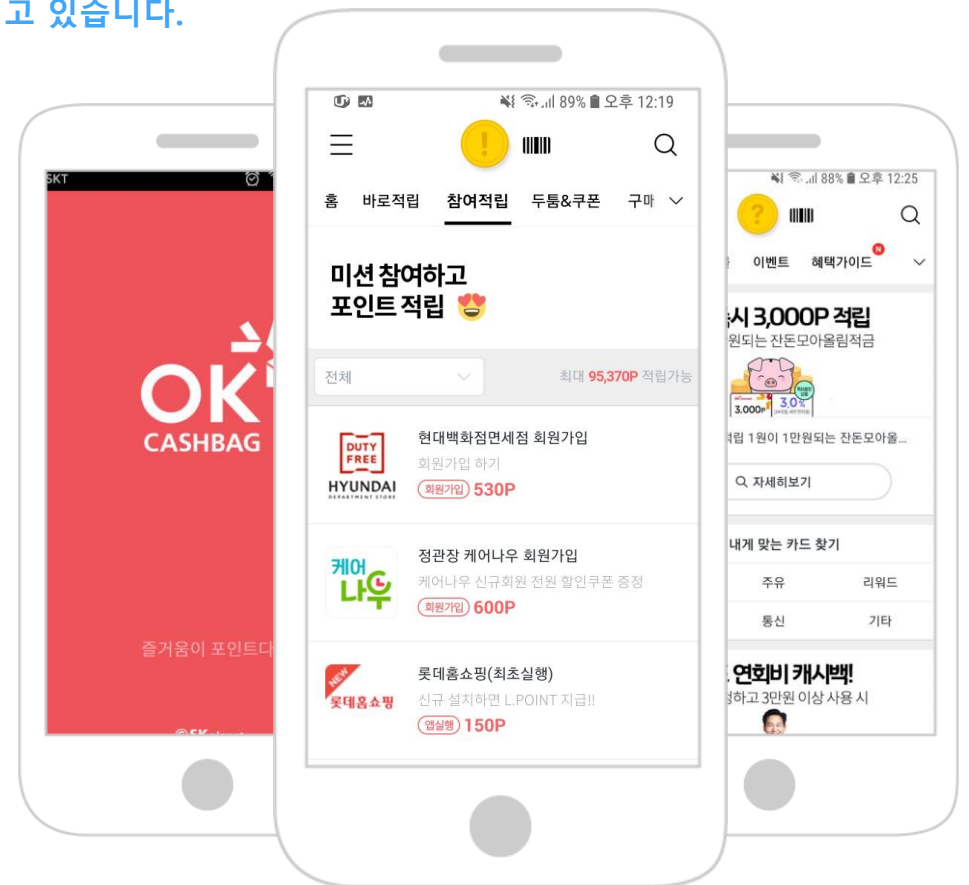 고 있습니다.
SKT
OK
CASHBAG
즐거움이 포인트다
SK
89% 오후 12:19
홈 바로적립 참여적립 두툼&쿠폰 구매
미션 참여하고
포인트 적립
전체
최대 95,370P 적립가능
DUTY
FREE
HYUNDAI
DEPARTMENT STORE
현대백화점면세점 회원가입
회원가입 하기
회원가입 530P
케어
나우
정관장 케어나우 회원가입
케어나우 신규회원 전원 할인쿠폰 증정
회원가입 600P
NEW
롯데홈쇼핑
롯데홈쇼핑(최초실행)
신규 설치하면 L.POINT 지급!!
앱실행 150P
88% 오후 12:25
이벤트 혜택가이드 N
시 3,000P 적립
원되는 잔돈모아올림적금
3,000P 3.0%
적립 1원이 1만원되는 잔돈모아올...
자세히보기
내게 맞는 카드 찾기
주유 리워드
통신 기타
연회비 캐시백!
하고 3만원 이상 사용 시